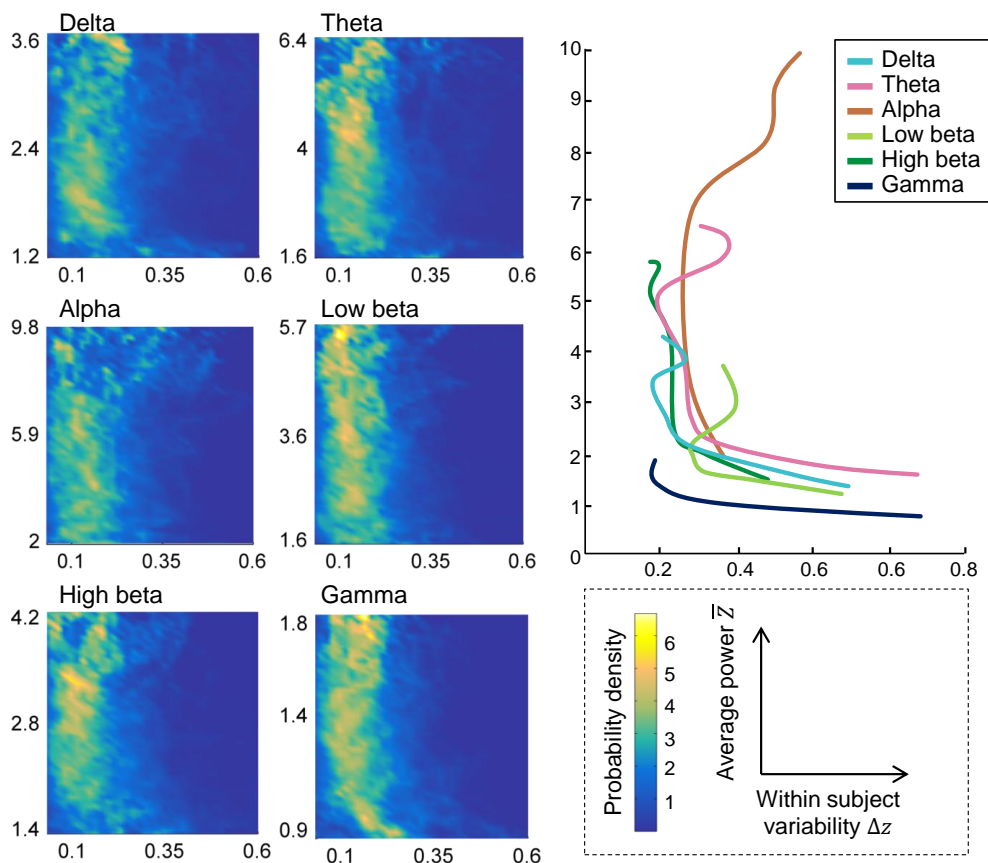 Delta
3.6
2.4
1.2
0.1 0.35 0.6
Theta
6.4
4
1.6
0.1 0.35 0.6
Alpha
9.8
5.9
2
0.1 0.35 0.6
Low beta
5.7
3.6
1.6
0.1 0.35 0.6
High beta
4.2
2.8
1.4
0.1 0.35 0.6
Gamma
1.8
1.4
0.9
0.1 0.35 0.6
10
9
8
7
6
5
4
3
2
1
0
0.2 0.4 0.6 0.8
Delta
Theta
Alpha
Low beta
High beta
Gamma
Probability density
6
5
4
3
2
1
Average power z̅
Within subject
variability Δz